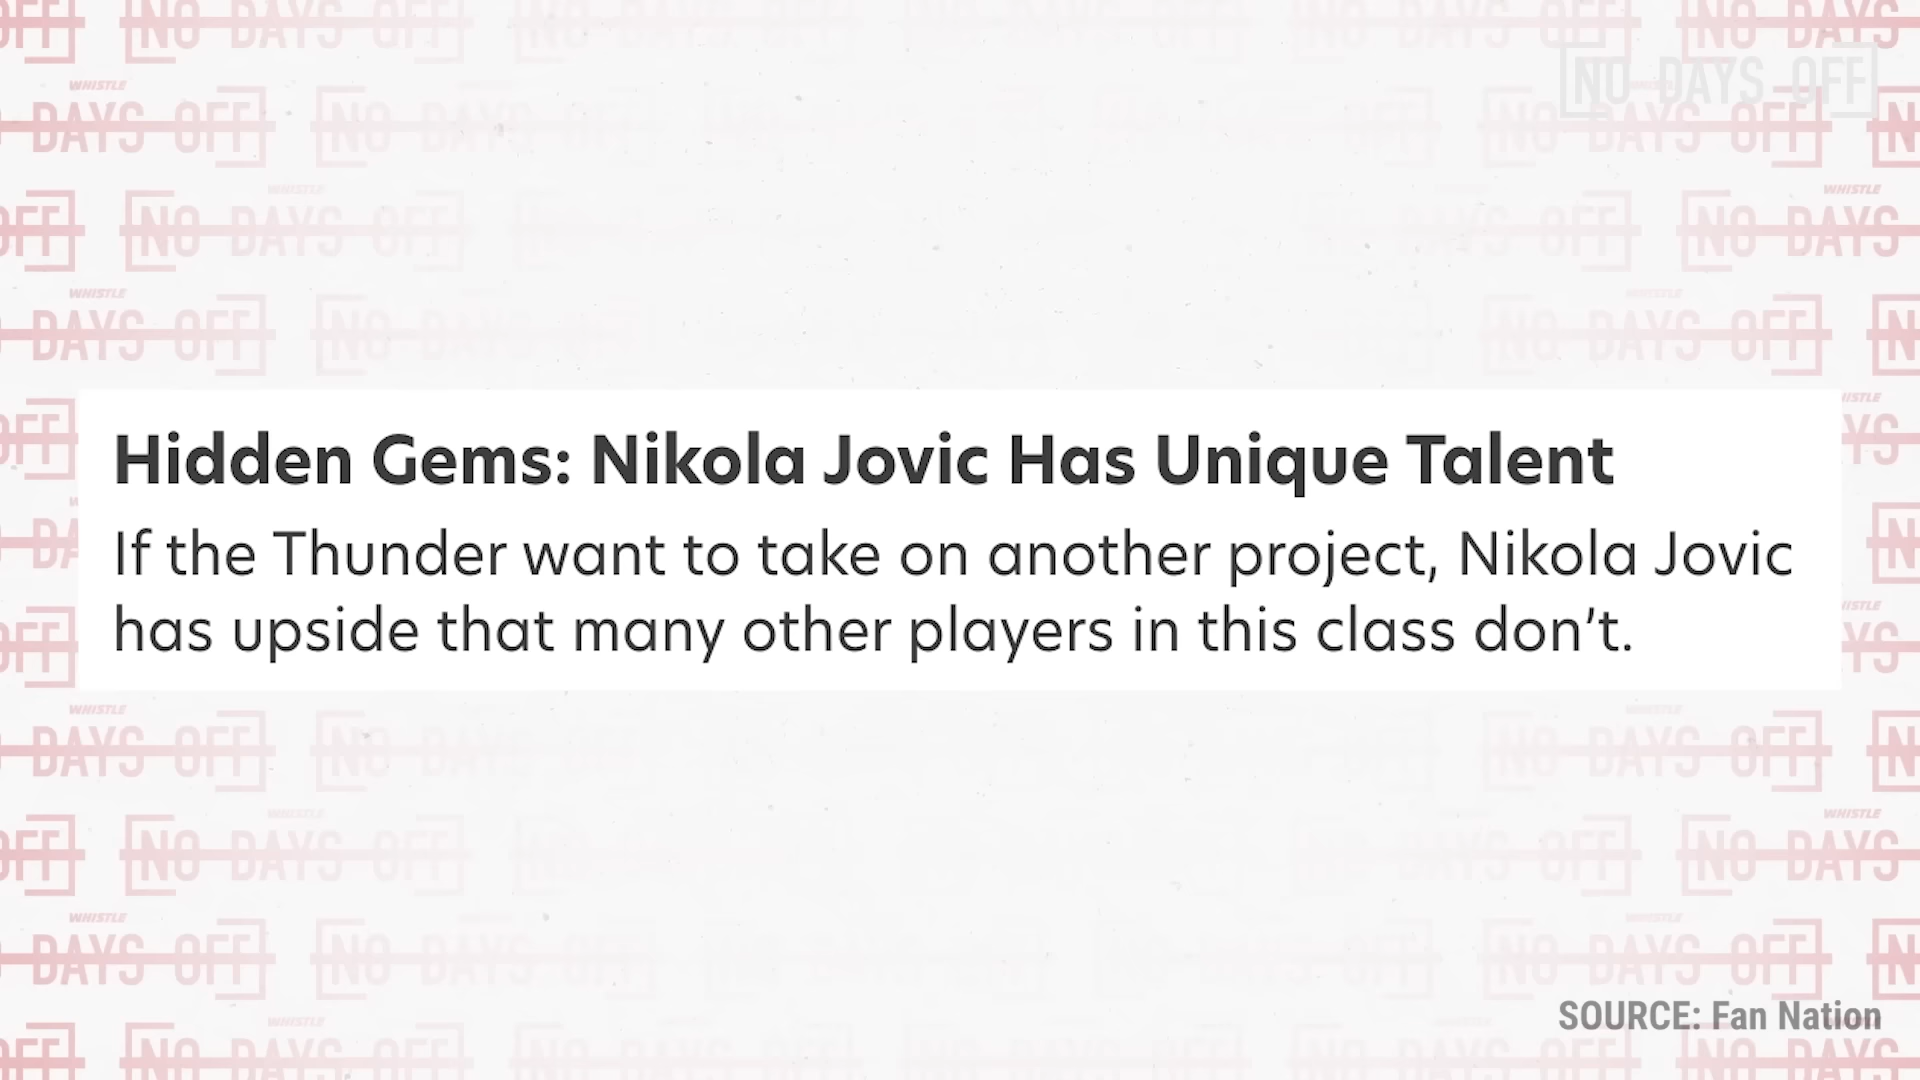 NO DAYS OFF
Hidden Gems: Nikola Jovic Has Unique Talent
If the Thunder want to take on another project, Nikola Jovic
has upside that many other players in this class don’t.
SOURCE: Fan Nation